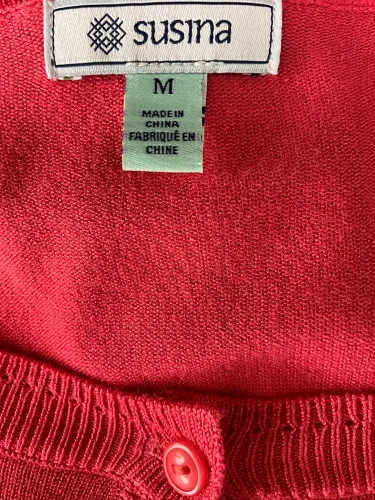 susina
M
MADE IN
CHINA
FABRIQUÉ EN
CHINE